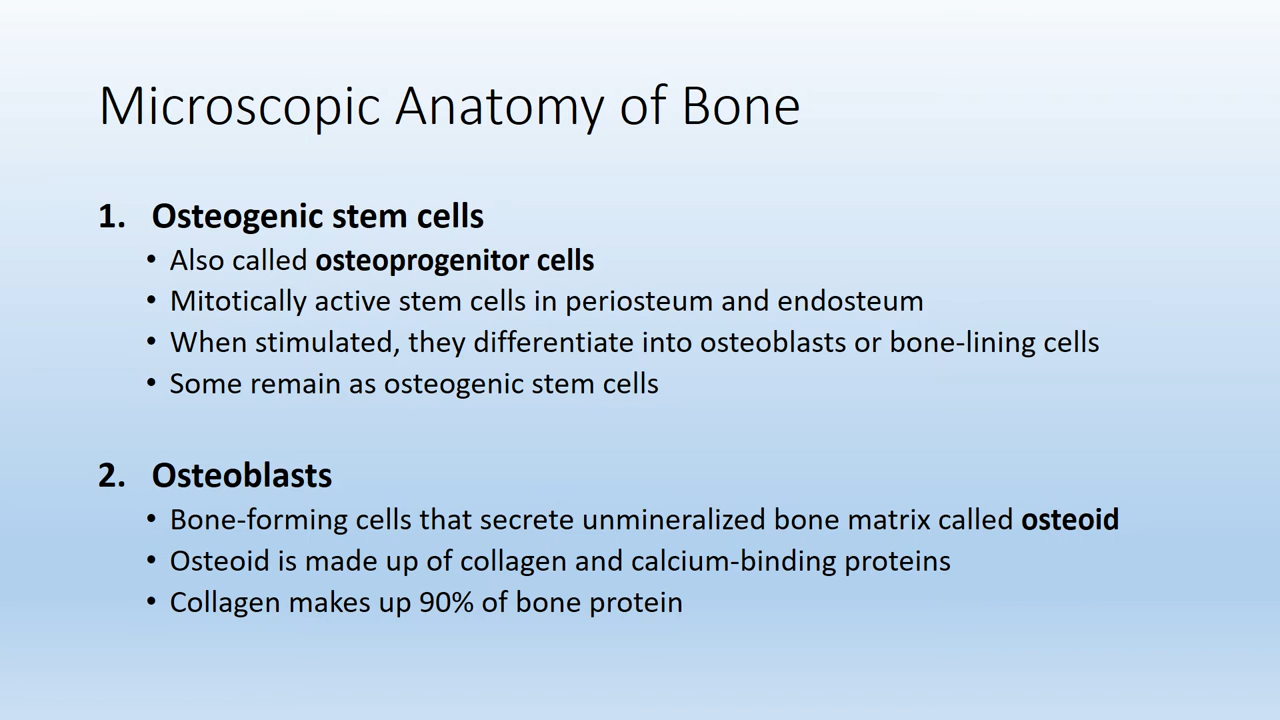 Microscopic Anatomy of Bone
1. Osteogenic stem cells
• Also called osteoprogenitor cells
• Mitotically active stem cells in periosteum and endosteum
• When stimulated, they differentiate into osteoblasts or bone-lining cells
• Some remain as osteogenic stem cells
2. Osteoblasts
• Bone-forming cells that secrete unmineralized bone matrix called osteoid
• Osteoid is made up of collagen and calcium-binding proteins
• Collagen makes up 90% of bone protein